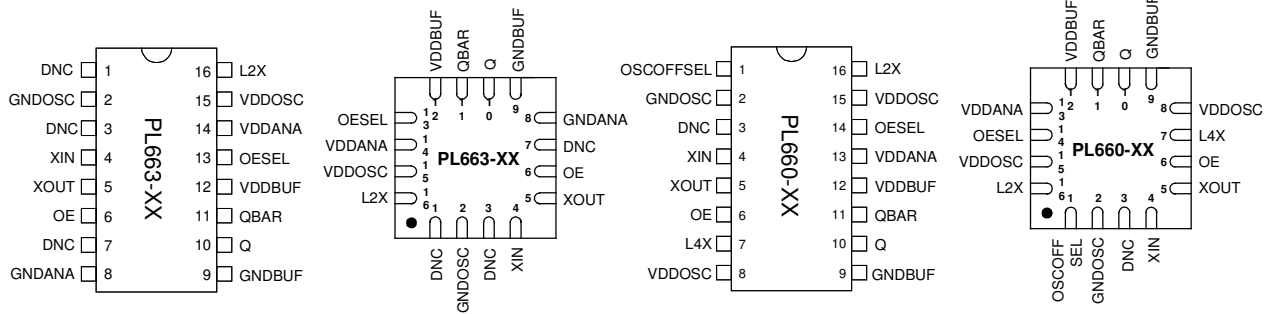 DNC 1 16 L2X
GNDOSC 2 15 VDDOSC
DNC 3 14 VDDANA
XIN 4 13 OESEL
XOUT 5 12 VDDBUF
OE 6 11 QBAR
DNC 7 10 Q
GNDANA 8 9 GNDBUF
PL663-XX
VDDBUF QBAR Q GNDBUF
12 11 10 9
OESEL 13 8 GNDANA
VDDANA 14 7 DNC
PL663-XX
VDDOSC 15 6 OE
L2X 16 5 XOUT
1 2 3 4
DNC GNDOSC DNC XIN
OSCOFFSEL 1 16 L2X
GNDOSC 2 15 VDDOSC
DNC 3 14 OESEL
XIN 4 13 VDDANA
XOUT 5 12 VDDBUF
OE 6 11 QBAR
L4X 7 10 Q
VDDOSC 8 9 GNDBUF
PL660-XX
VDDBUF QBAR Q GNDBUF
12 11 10 9
VDDANA 13 8 VDDOSC
OESEL 14 7 L4X
PL660-XX
VDDOSC 15 6 OE
L2X 16 5 XOUT
1 2 3 4
OSCOFF SEL GNDOSC DNC XIN